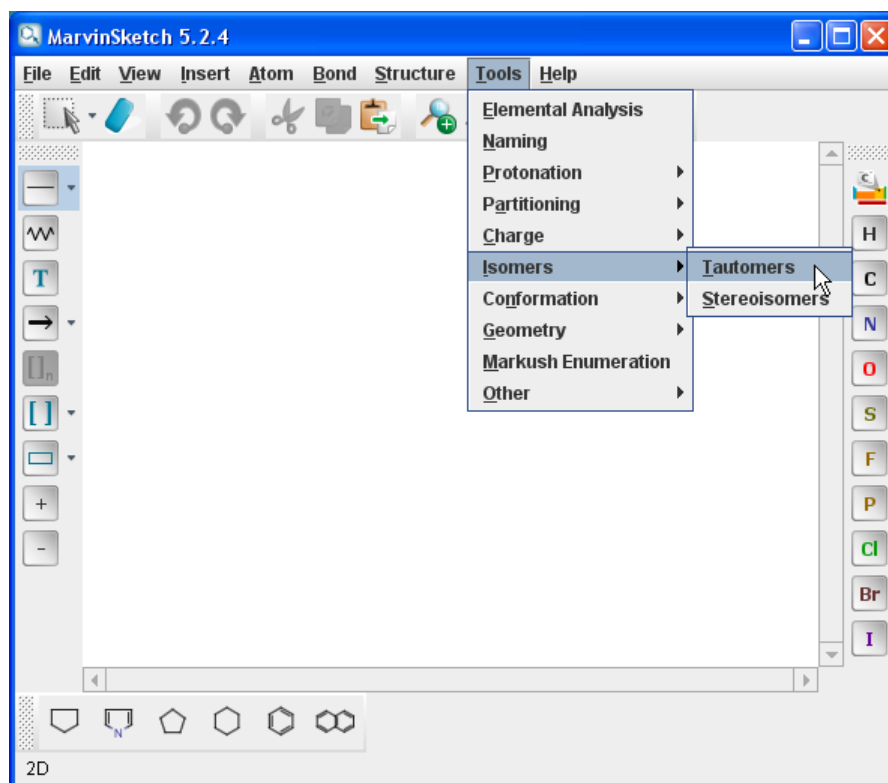 MarvinSketch 5.2.4
File Edit View Insert Atom Bond Structure Tools Help
Elemental Analysis
Naming
Protonation
Partitioning
Charge
Isomers
Tautomers
Conformation
Stereoisomers
Geometry
Markush Enumeration
Other
T
[ ]n
[ ]
+
-
H
C
N
O
S
F
P
Cl
Br
I
N
2D